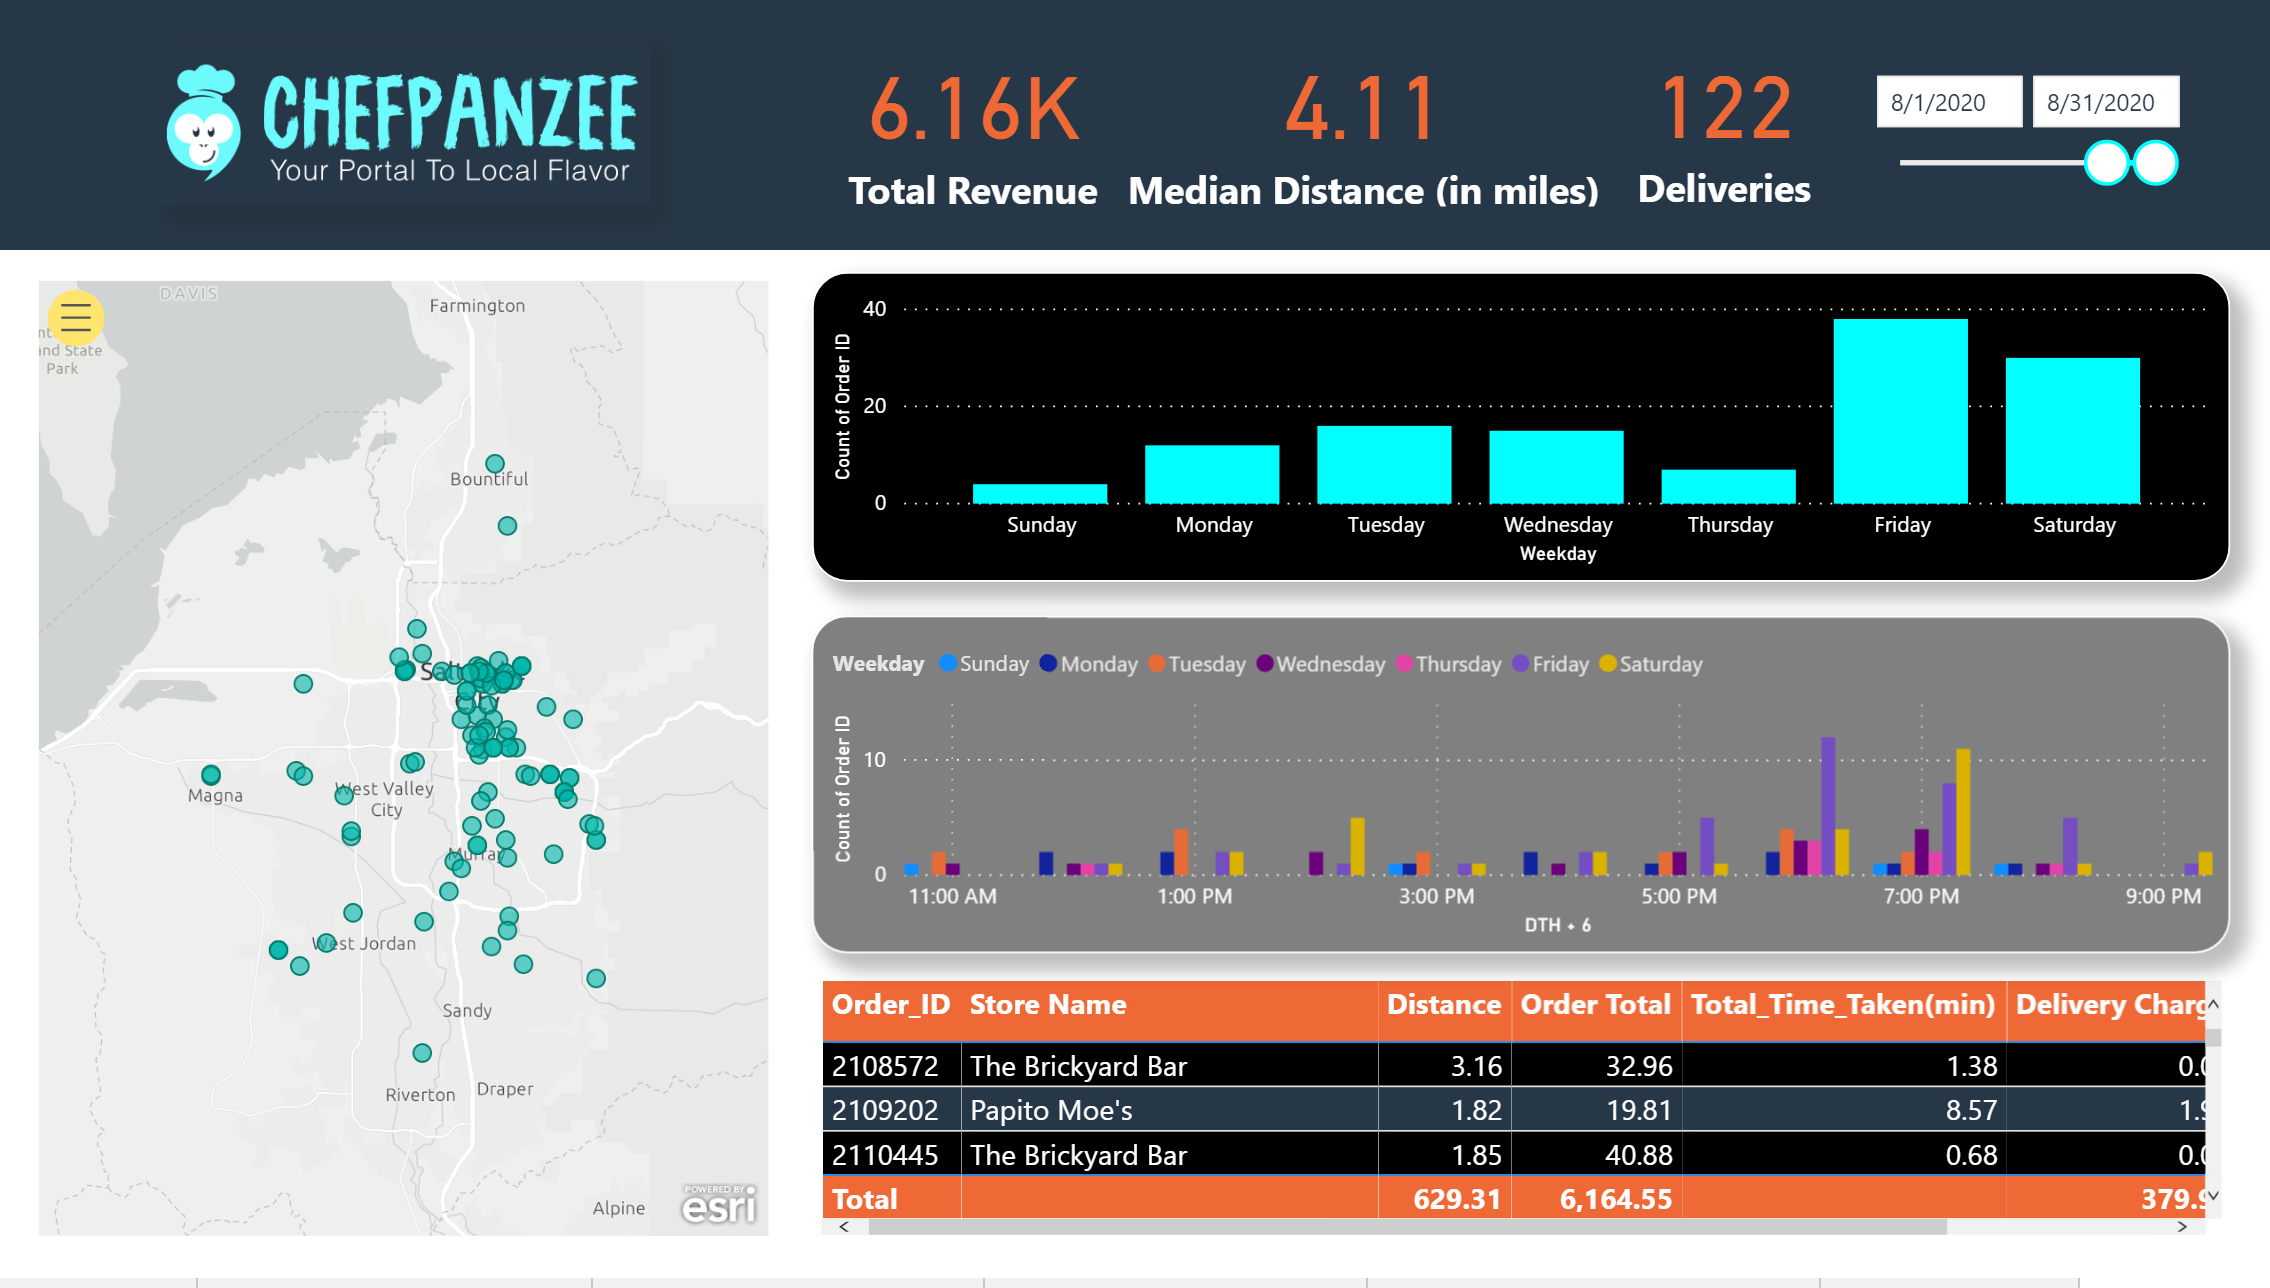 CHEFPANZEE
Your Portal To Local Flavor
6.16K
Total Revenue
4.11
Median Distance (in miles)
122
Deliveries
8/1/2020
8/31/2020
DAVIS
Farmington
and State
Park
Bountiful
Magna
West Valley
City
Murray
West Jordan
Sandy
Riverton
Draper
Alpine
POWERED BY
esri
Count of Order ID
40
20
0
Sunday
Monday
Tuesday
Wednesday
Thursday
Friday
Saturday
Weekday
Weekday
Sunday
Monday
Tuesday
Wednesday
Thursday
Friday
Saturday
Count of Order ID
10
0
11:00 AM
1:00 PM
3:00 PM
5:00 PM
7:00 PM
9:00 PM
DTH + 6
Order_ID Store Name Distance Order Total Total_Time_Taken(min) Delivery Charg
2108572 The Brickyard Bar 3.16 32.96 1.38 0.0
2109202 Papito Moe's 1.82 19.81 8.57 1.9
2110445 The Brickyard Bar 1.85 40.88 0.68 0.0
Total 629.31 6,164.55 379.9